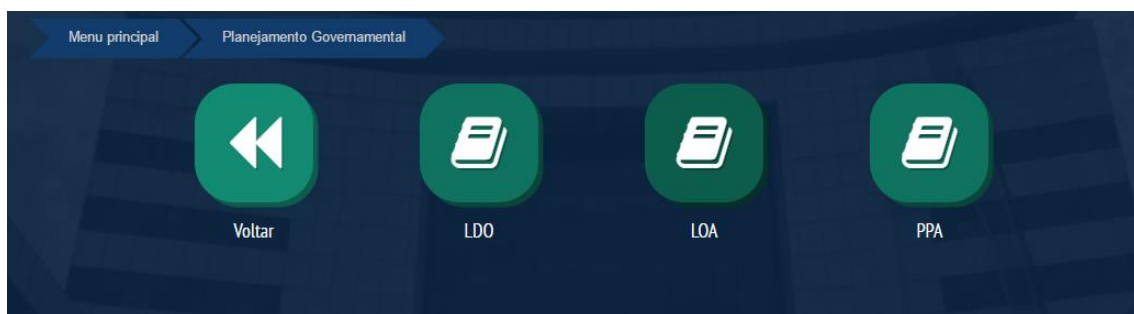 Menu principal
Planejamento Governamental
Voltar
LDO
LOA
PPA